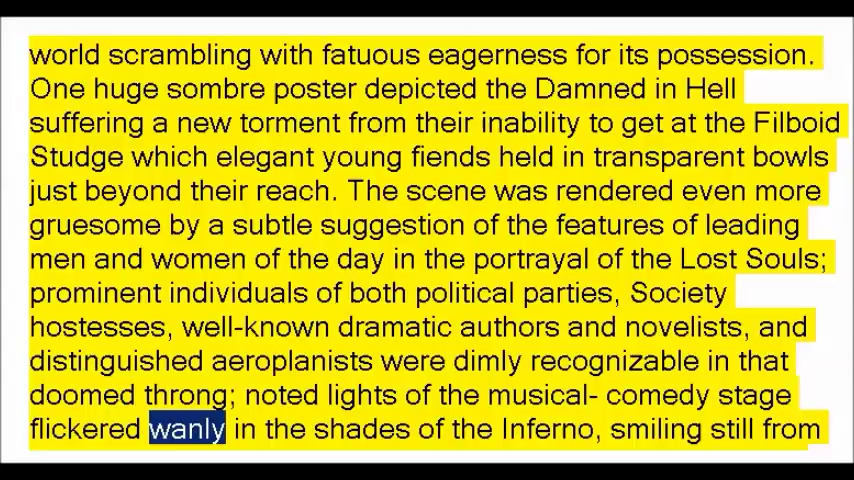 world scrambling with fatuous eagerness for its possession.
One huge sombre poster depicted the Damned in Hell
suffering a new torment from their inability to get at the Filboid
Studge which elegant young fiends held in transparent bowls
just beyond their reach. The scene was rendered even more
gruesome by a subtle suggestion of the features of leading
men and women of the day in the portrayal of the Lost Souls;
prominent individuals of both political parties, Society
hostesses, well-known dramatic authors and novelists, and
distinguished aeroplanists were dimly recognizable in that
doomed throng; noted lights of the musical- comedy stage
flickered wanly in the shades of the Inferno, smiling still from